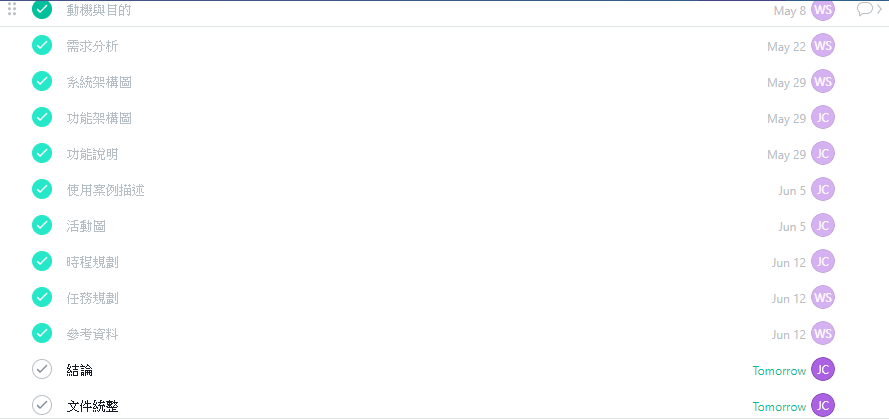 動機與目的 May 8 WS
需求分析 May 22 WS
系統架構圖 May 29 WS
功能架構圖 May 29 JC
功能說明 May 29 JC
使用案例描述 Jun 5 JC
活動圖 Jun 5 JC
時程規劃 Jun 12 JC
任務規劃 Jun 12 WS
參考資料 Jun 12 WS
結論 Tomorrow JC
文件統整 Tomorrow JC